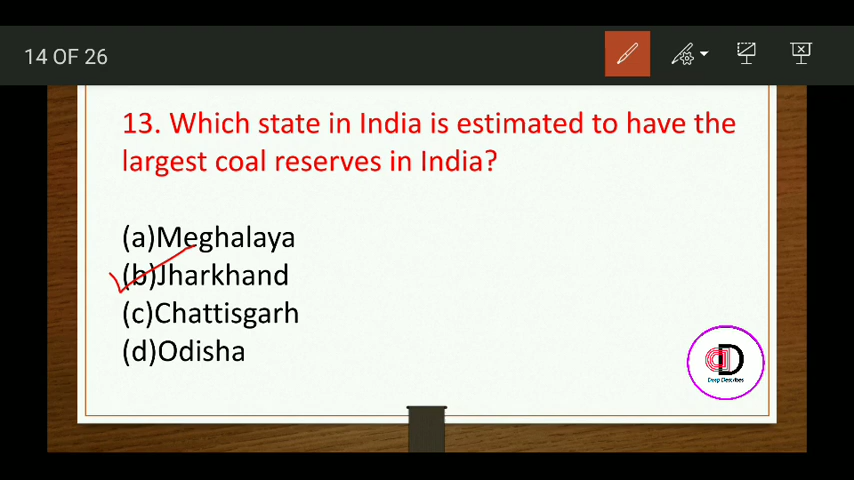 14 OF 26
13. Which state in India is estimated to have the
largest coal reserves in India?
(a)Meghalaya
(b)Jharkhand
(c)Chattisgarh
(d)Odisha
Deep Describes